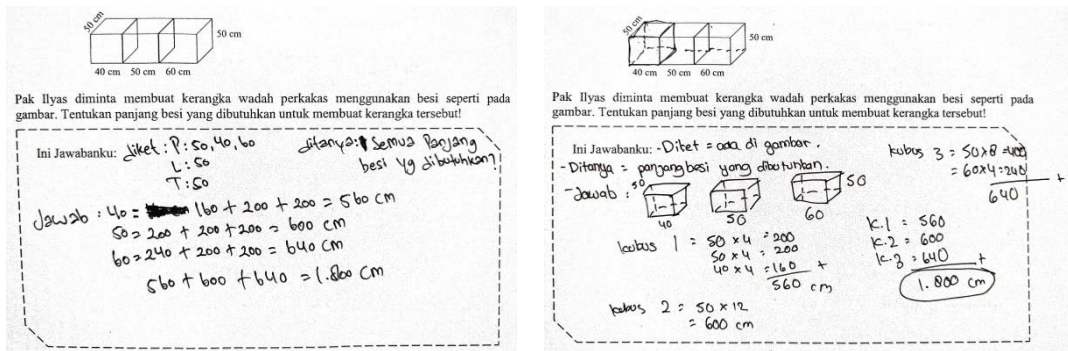 50 cm
50 cm
40 cm 50 cm 60 cm
Pak Ilyas diminta membuat kerangka wadah perkakas menggunakan besi seperti pada
gambar. Tentukan panjang besi yang dibutuhkan untuk membuat kerangka tersebut!
Ini Jawabanku: diket : P : 50, 40, 60
L : 50
T : 50
ditanya : Semua Panjang
besi yg dibutuhkan?
Jawab : 40 = 160 + 200 + 200 = 560 cm
50 = 200 + 200 + 200 = 600 cm
60 = 240 + 200 + 200 = 640 cm
560 + 600 + 640 = 1.800 cm
50 cm
50 cm
40 cm 50 cm 60 cm
Pak Ilyas diminta membuat kerangka wadah perkakas menggunakan besi seperti pada
gambar. Tentukan panjang besi yang dibutuhkan untuk membuat kerangka tersebut!
Ini Jawabanku: - Diket = ada di gambar.
- Ditanya = panjang besi yang dibutuhkan.
- Jawab :
50
40
50
60
50
kubus 1 = 50 x 4 = 200
50 x 4 = 200
40 x 4 = 160 +
560 cm
kubus 2 = 50 x 12
= 600 cm
kubus 3 = 50 x 8 = 400
= 60 x 4 = 240
+
640
k.1 = 560
k.2 = 600
k.3 = 640 +
1.800 cm